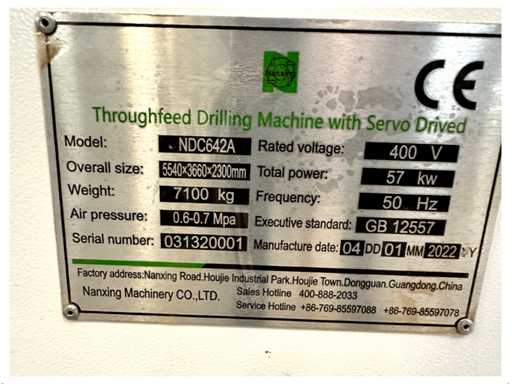 Nanxing
CE
Throughfeed Drilling Machine with Servo Drived
Model: NDC642A Rated voltage: 400 V
Overall size: 5540×3660×2300mm Total power: 57 kw
Weight: 7100 kg Frequency: 50 Hz
Air pressure: 0.6-0.7 Mpa Executive standard: GB 12557
Serial number: 031320001 Manufacture date: 04 DD 01 MM 2022 YY
Factory address:Nanxing Road.Houjie Industrial Park.Houjie Town.Dongguan.Guangdong.China
Nanxing Machinery CO.,LTD. Sales Hotline 400-888-2033
Service Hotline +86-769-85597088 +86-769-85597078